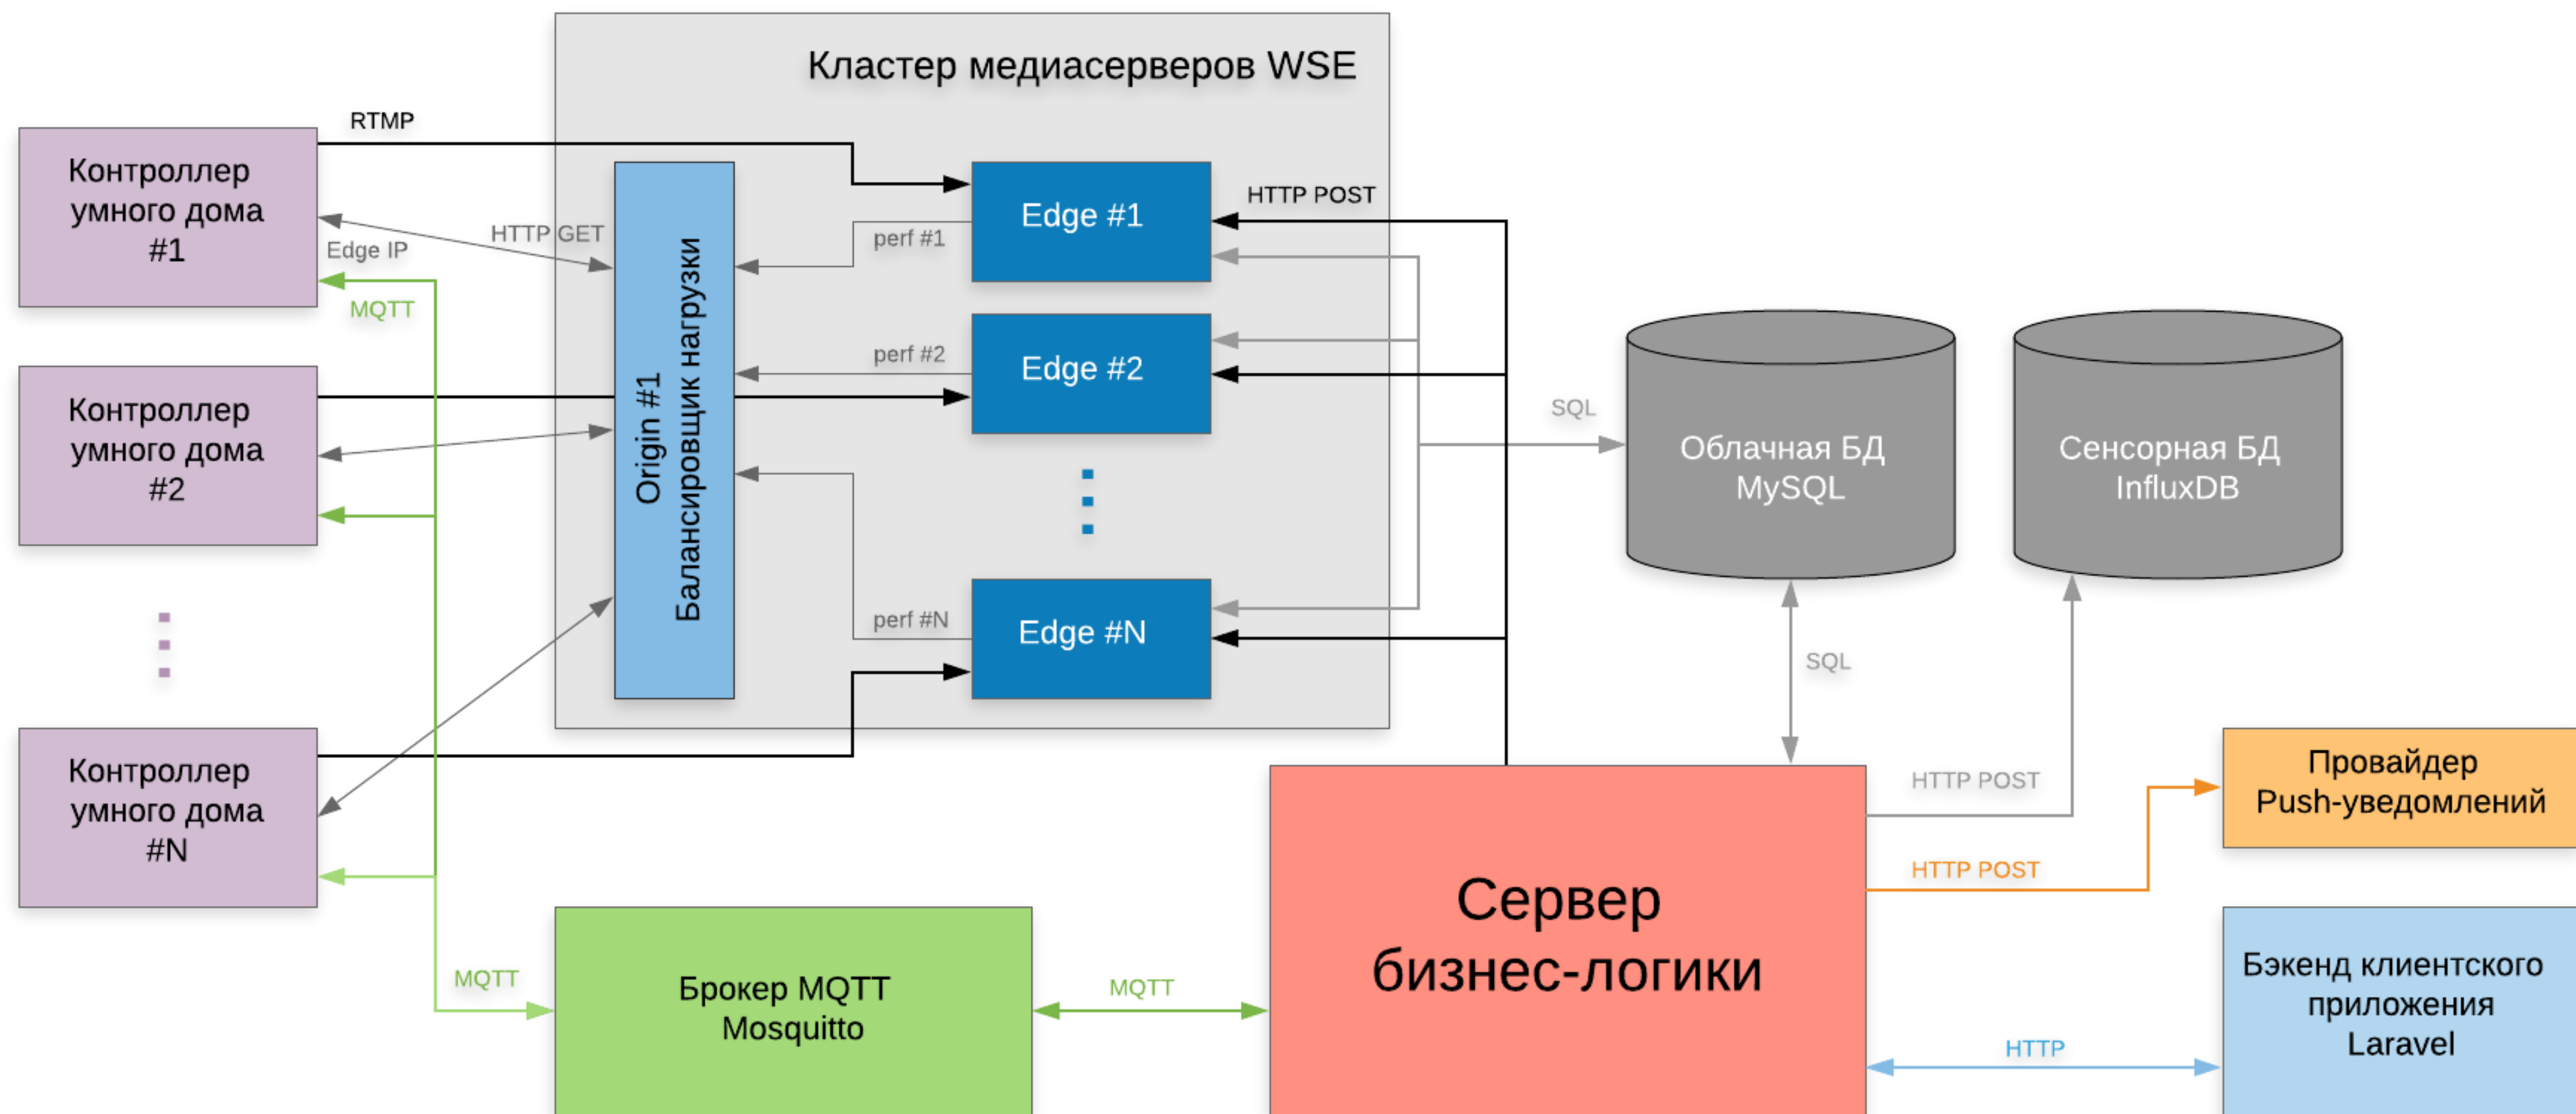 Кластер медиасерверов WSE
RTMP
Контроллер
умного дома
#1
HTTP GET
Edge IP
MQTT
Origin #1
Балансировщик нагрузки
Edge #1
perf #1
HTTP POST
Контроллер
умного дома
#2
perf #2
Edge #2
SQL
Облачная БД
MySQL
Сенсорная БД
InfluxDB
perf #N
Edge #N
SQL
Контроллер
умного дома
#N
HTTP POST
Провайдер
Push-уведомлений
HTTP POST
Сервер
бизнес-логики
MQTT
Брокер MQTT
Mosquitto
MQTT
Бэкенд клиентского
приложения
Laravel
HTTP